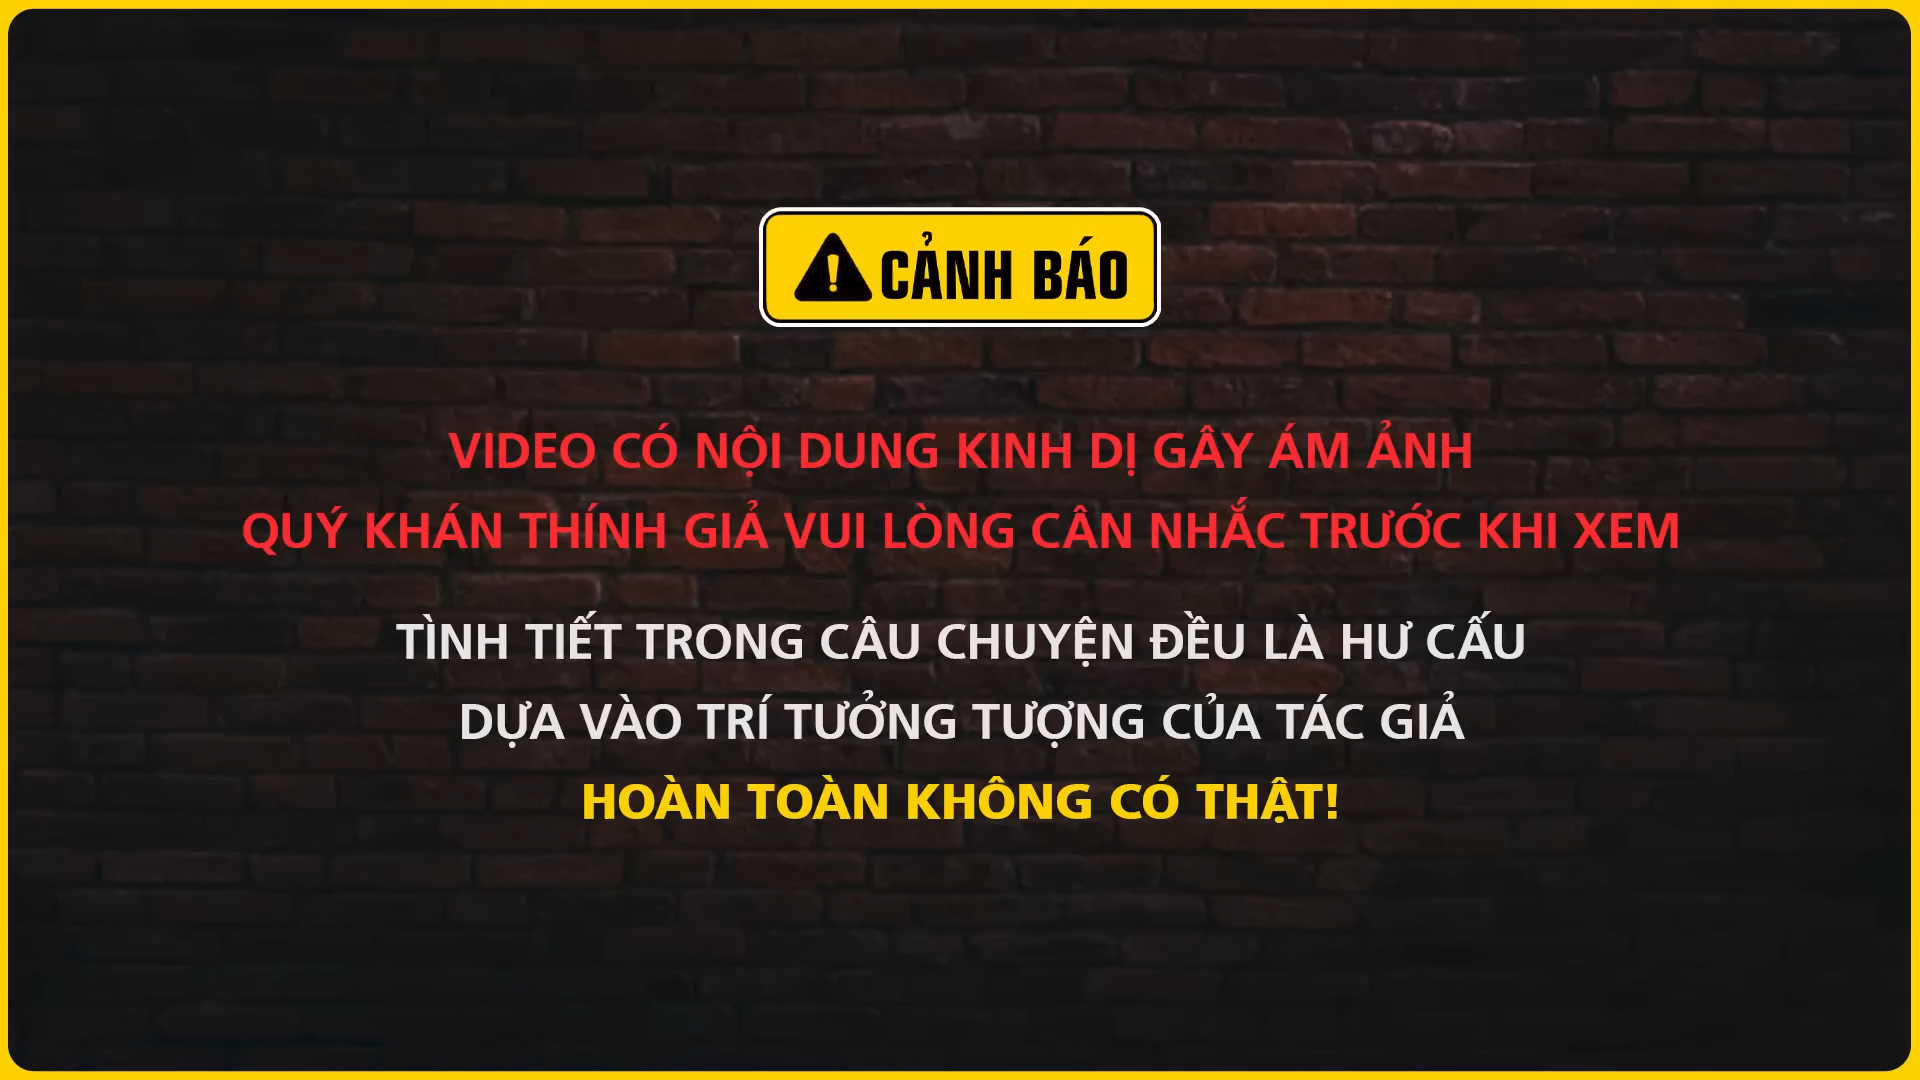 CẢNH BÁO
VIDEO CÓ NỘI DUNG KINH DỊ GÂY ÁM ẢNH
QUÝ KHÁN THÍNH GIẢ VUI LÒNG CÂN NHẮC TRƯỚC KHI XEM
TÌNH TIẾT TRONG CÂU CHUYỆN ĐỀU LÀ HƯ CẤU
DỰA VÀO TRÍ TƯỞNG TƯỢNG CỦA TÁC GIẢ
HOÀN TOÀN KHÔNG CÓ THẬT!